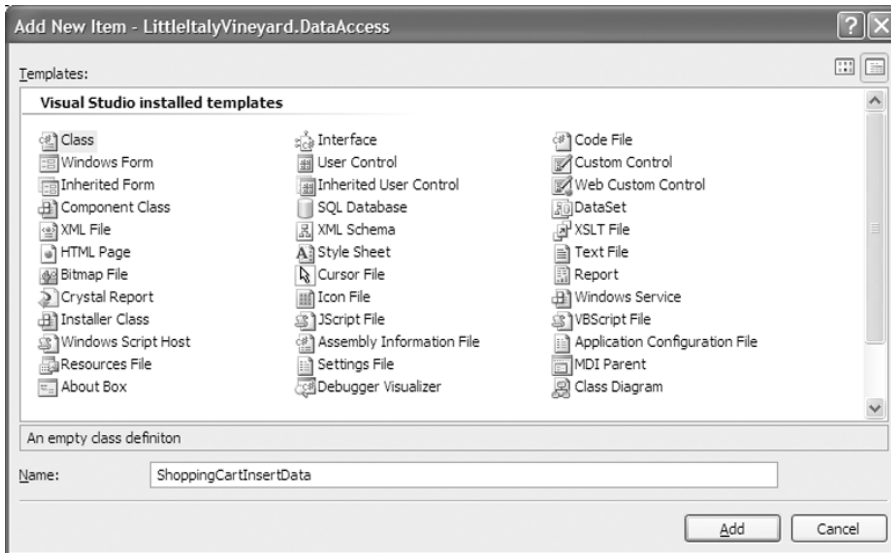 Add New Item - LittleItalyVineyard.DataAccess
Templates:
Visual Studio installed templates
Class
Interface
Code File
Windows Form
User Control
Custom Control
Inherited Form
Inherited User Control
Web Custom Control
Component Class
SQL Database
DataSet
XML File
XML Schema
XSLT File
HTML Page
Style Sheet
Text File
Bitmap File
Cursor File
Report
Crystal Report
Icon File
Windows Service
Installer Class
JScript File
VBScript File
Windows Script Host
Assembly Information File
Application Configuration File
Resources File
Settings File
MDI Parent
About Box
Debugger Visualizer
Class Diagram
An empty class definiton
Name: ShoppingCartInsertData
Add Cancel